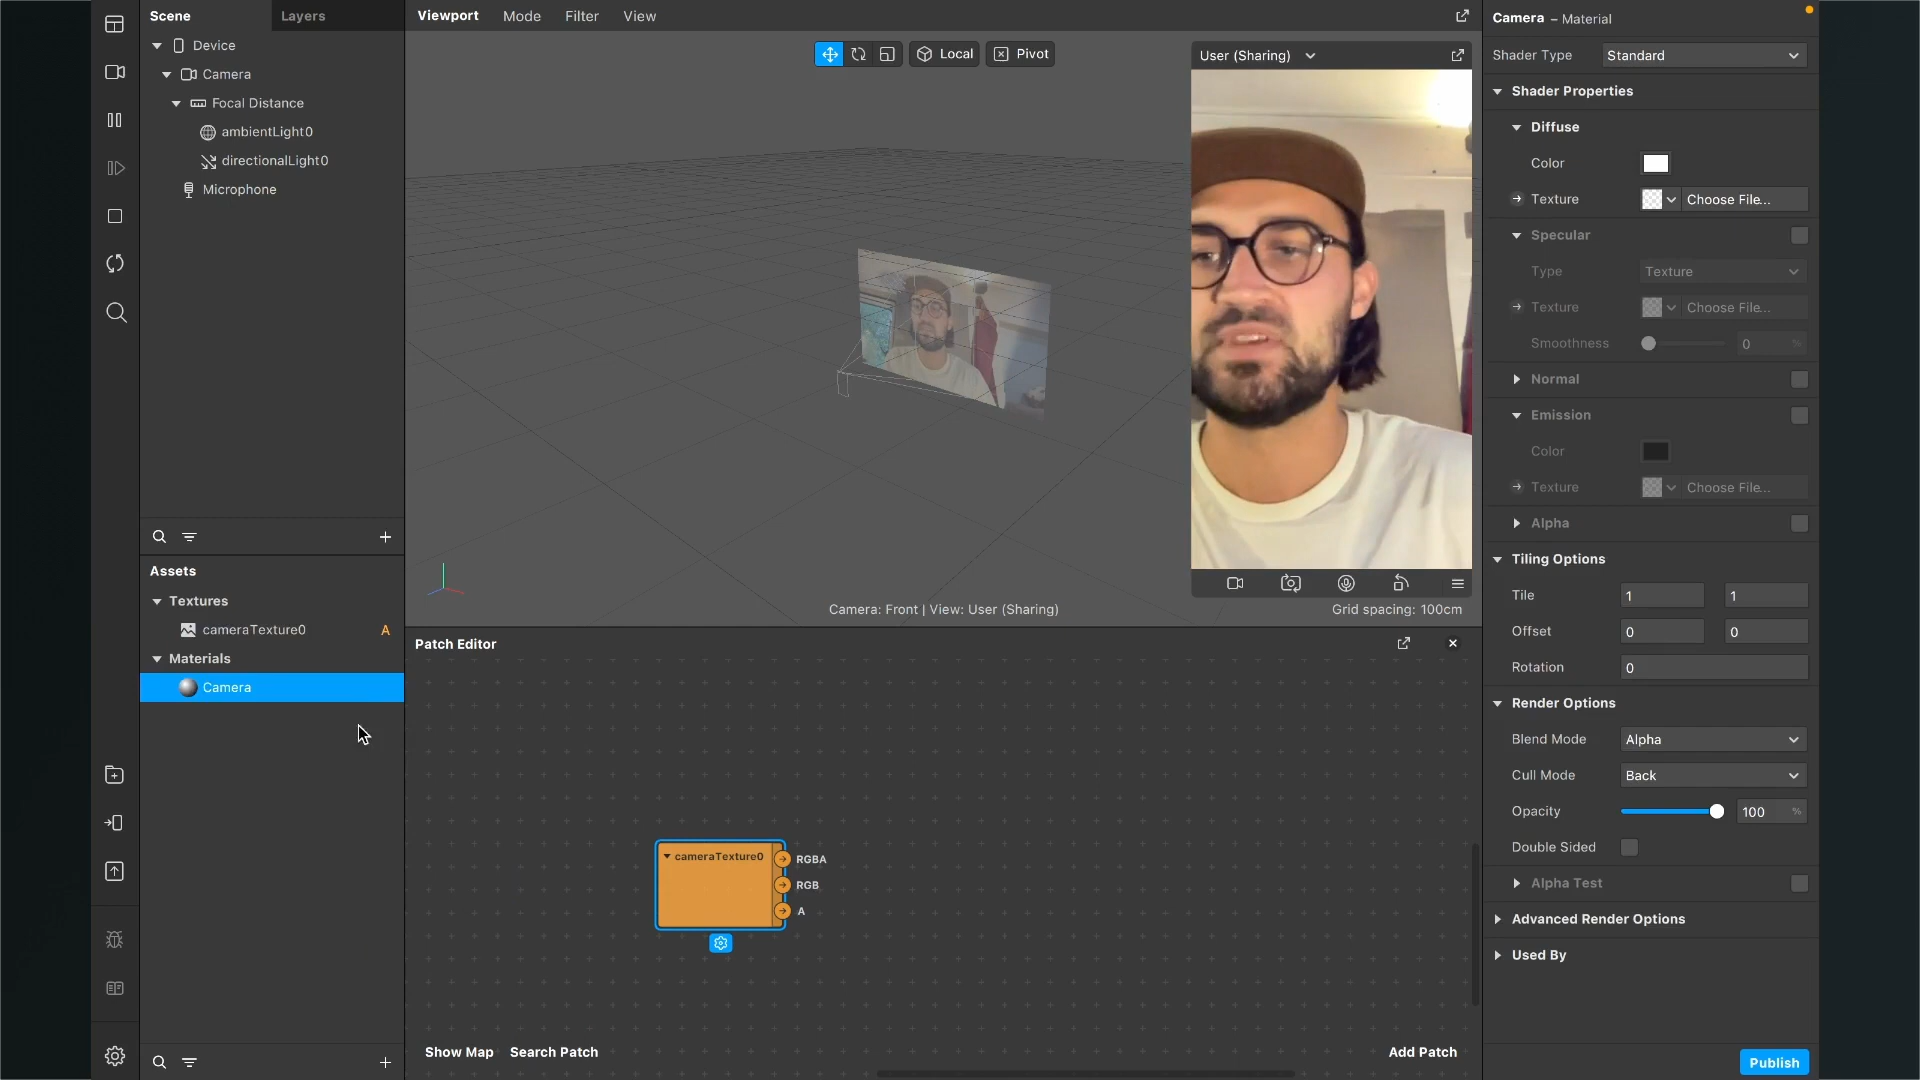 Scene
Layers
Device
Camera
Focal Distance
ambientLight0
directionalLight0
Microphone
Assets
Textures
cameraTexture0
A
Materials
Camera
Viewport
Mode
Filter
View
Local
Pivot
User (Sharing)
Camera: Front | View: User (Sharing)
Grid spacing: 100cm
Patch Editor
cameraTexture0
RGBA
RGB
A
Show Map
Search Patch
Add Patch
Camera – Material
Shader Type
Standard
Shader Properties
Diffuse
Color
Texture
Choose File...
Specular
Type
Texture
Texture
Choose File...
Smoothness
0
%
Normal
Emission
Color
Texture
Choose File...
Alpha
Tiling Options
Tile
1
1
Offset
0
0
Rotation
0
Render Options
Blend Mode
Alpha
Cull Mode
Back
Opacity
100
%
Double Sided
Alpha Test
Advanced Render Options
Used By
Publish